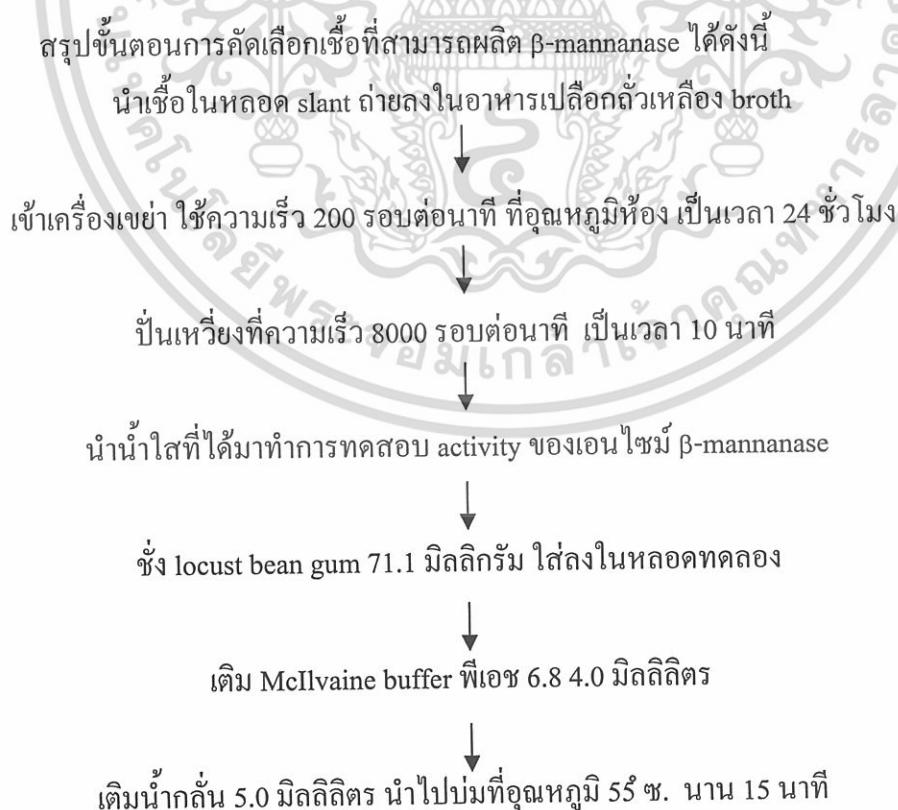 สรุปขั้นตอนการคัดเลือกเชื้อที่สามารถผลิต β-mannanase ได้ดังนี้
นำเชื้อในหลอด slant ถ่ายลงในอาหารเปลือกถั่วเหลือง broth
เข้าเครื่องเขย่า ใช้ความเร็ว 200 รอบต่อนาที ที่อุณหภูมิห้อง เป็นเวลา 24 ชั่วโมง
ปั่นเหวี่ยงที่ความเร็ว 8000 รอบต่อนาที เป็นเวลา 10 นาที
นำน้ำใสที่ได้มาทำการทดสอบ activity ของเอนไซม์ β-mannanase
ชั่ง locust bean gum 71.1 มิลลิกรัม ใส่ลงในหลอดทดลอง
เติม McIlvaine buffer พีเอช 6.8 4.0 มิลลิลิตร
เติมน้ำกลั่น 5.0 มิลลิลิตร นำไปบ่มที่อุณหภูมิ 55 ํซ. นาน 15 นาที